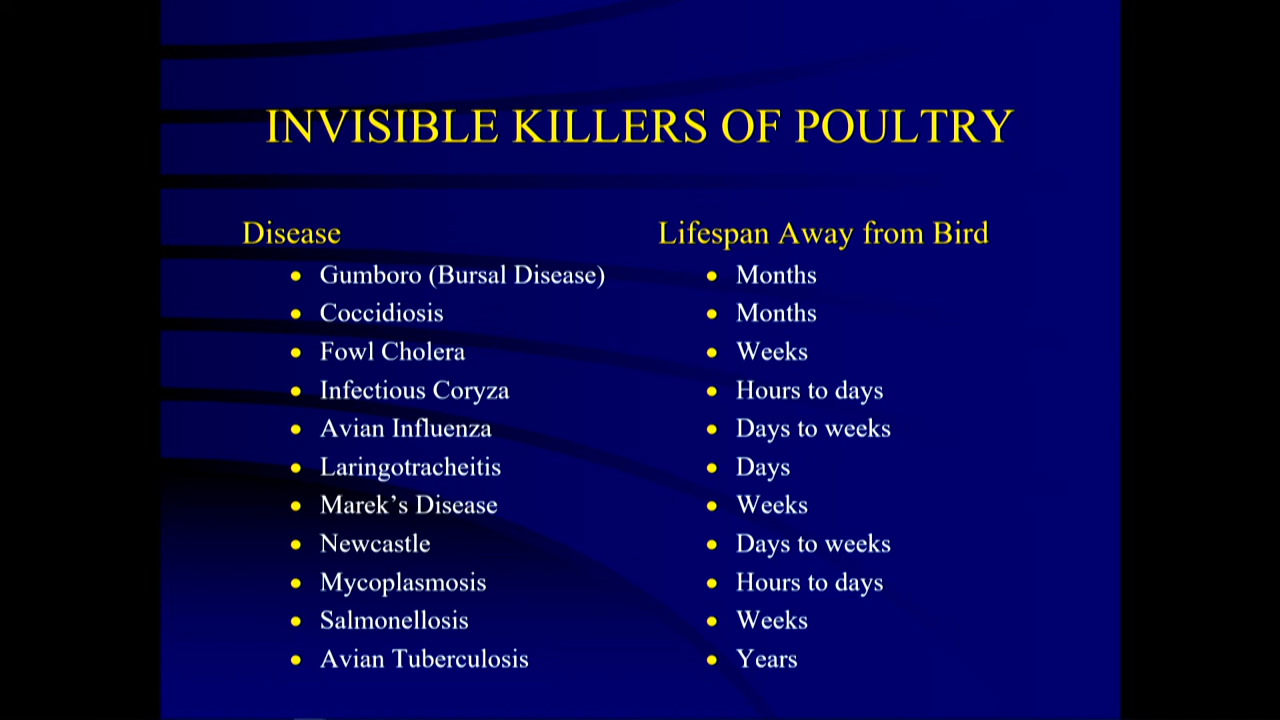 INVISIBLE KILLERS OF POULTRY
Disease Lifespan Away from Bird
• Gumboro (Bursal Disease) • Months
• Coccidiosis • Months
• Fowl Cholera • Weeks
• Infectious Coryza • Hours to days
• Avian Influenza • Days to weeks
• Laringotracheitis • Days
• Marek’s Disease • Weeks
• Newcastle • Days to weeks
• Mycoplasmosis • Hours to days
• Salmonellosis • Weeks
• Avian Tuberculosis • Years